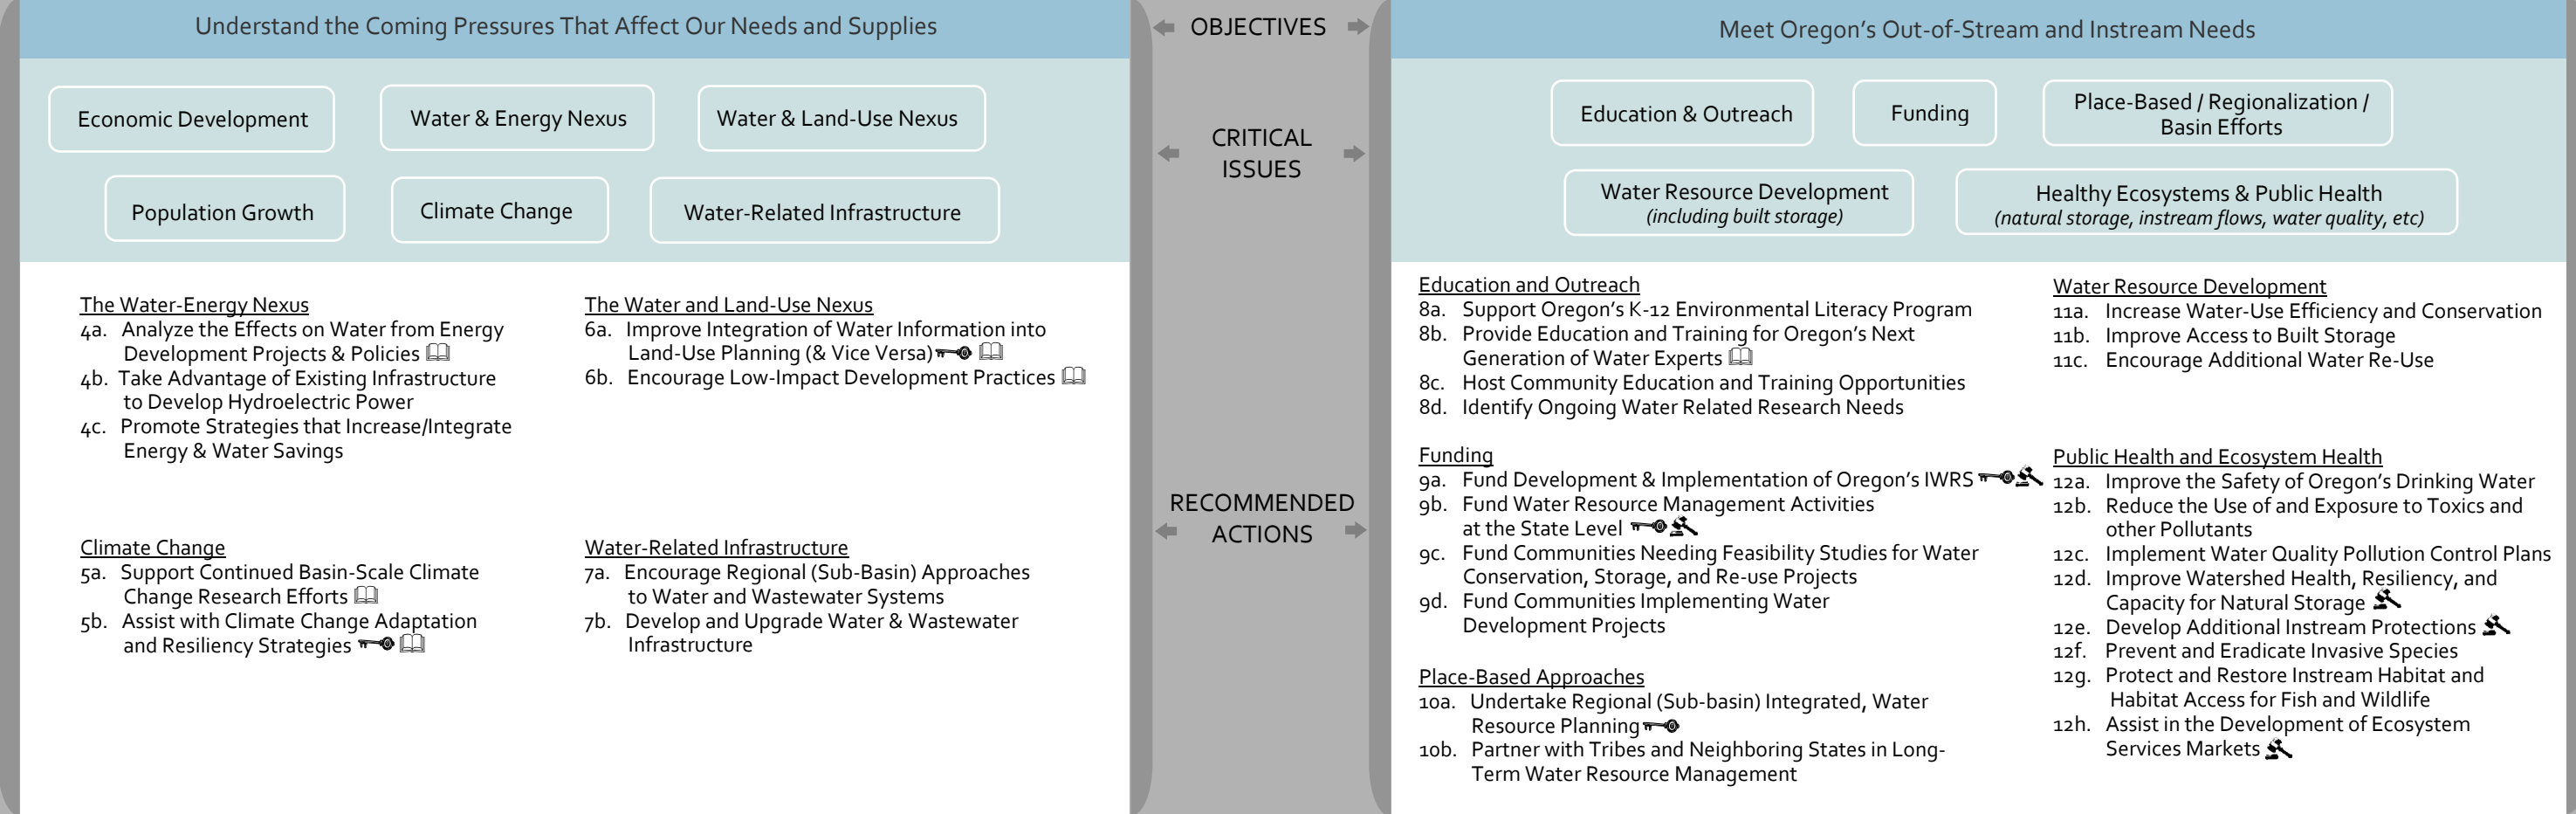 Understand the Coming Pressures That Affect Our Needs and Supplies
Economic Development
Water & Energy Nexus
Water & Land-Use Nexus
Population Growth
Climate Change
Water-Related Infrastructure
The Water-Energy Nexus
4a. Analyze the Effects on Water from Energy
Development Projects & Policies
4b. Take Advantage of Existing Infrastructure
to Develop Hydroelectric Power
4c. Promote Strategies that Increase/Integrate
Energy & Water Savings
Climate Change
5a. Support Continued Basin-Scale Climate
Change Research Efforts
5b. Assist with Climate Change Adaptation
and Resiliency Strategies
The Water and Land-Use Nexus
6a. Improve Integration of Water Information into
Land-Use Planning (& Vice Versa)
6b. Encourage Low-Impact Development Practices
Water-Related Infrastructure
7a. Encourage Regional (Sub-Basin) Approaches
to Water and Wastewater Systems
7b. Develop and Upgrade Water & Wastewater
Infrastructure
OBJECTIVES
CRITICAL
ISSUES
RECOMMENDED
ACTIONS
Meet Oregon's Out-of-Stream and Instream Needs
Education & Outreach
Funding
Place-Based / Regionalization /
Basin Efforts
Water Resource Development
(including built storage)
Healthy Ecosystems & Public Health
(natural storage, instream flows, water quality, etc)
Education and Outreach
8a. Support Oregon's K-12 Environmental Literacy Program
8b. Provide Education and Training for Oregon's Next
Generation of Water Experts
8c. Host Community Education and Training Opportunities
8d. Identify Ongoing Water Related Research Needs
Funding
9a. Fund Development & Implementation of Oregon's IWRS
9b. Fund Water Resource Management Activities
at the State Level
9c. Fund Communities Needing Feasibility Studies for Water
Conservation, Storage, and Re-use Projects
9d. Fund Communities Implementing Water
Development Projects
Place-Based Approaches
10a. Undertake Regional (Sub-basin) Integrated, Water
Resource Planning
10b. Partner with Tribes and Neighboring States in Long-
Term Water Resource Management
Water Resource Development
11a. Increase Water-Use Efficiency and Conservation
11b. Improve Access to Built Storage
11c. Encourage Additional Water Re-Use
Public Health and Ecosystem Health
12a. Improve the Safety of Oregon's Drinking Water
12b. Reduce the Use of and Exposure to Toxics and
other Pollutants
12c. Implement Water Quality Pollution Control Plans
12d. Improve Watershed Health, Resiliency, and
Capacity for Natural Storage
12e. Develop Additional Instream Protections
12f. Prevent and Eradicate Invasive Species
12g. Protect and Restore Instream Habitat and
Habitat Access for Fish and Wildlife
12h. Assist in the Development of Ecosystem
Services Markets